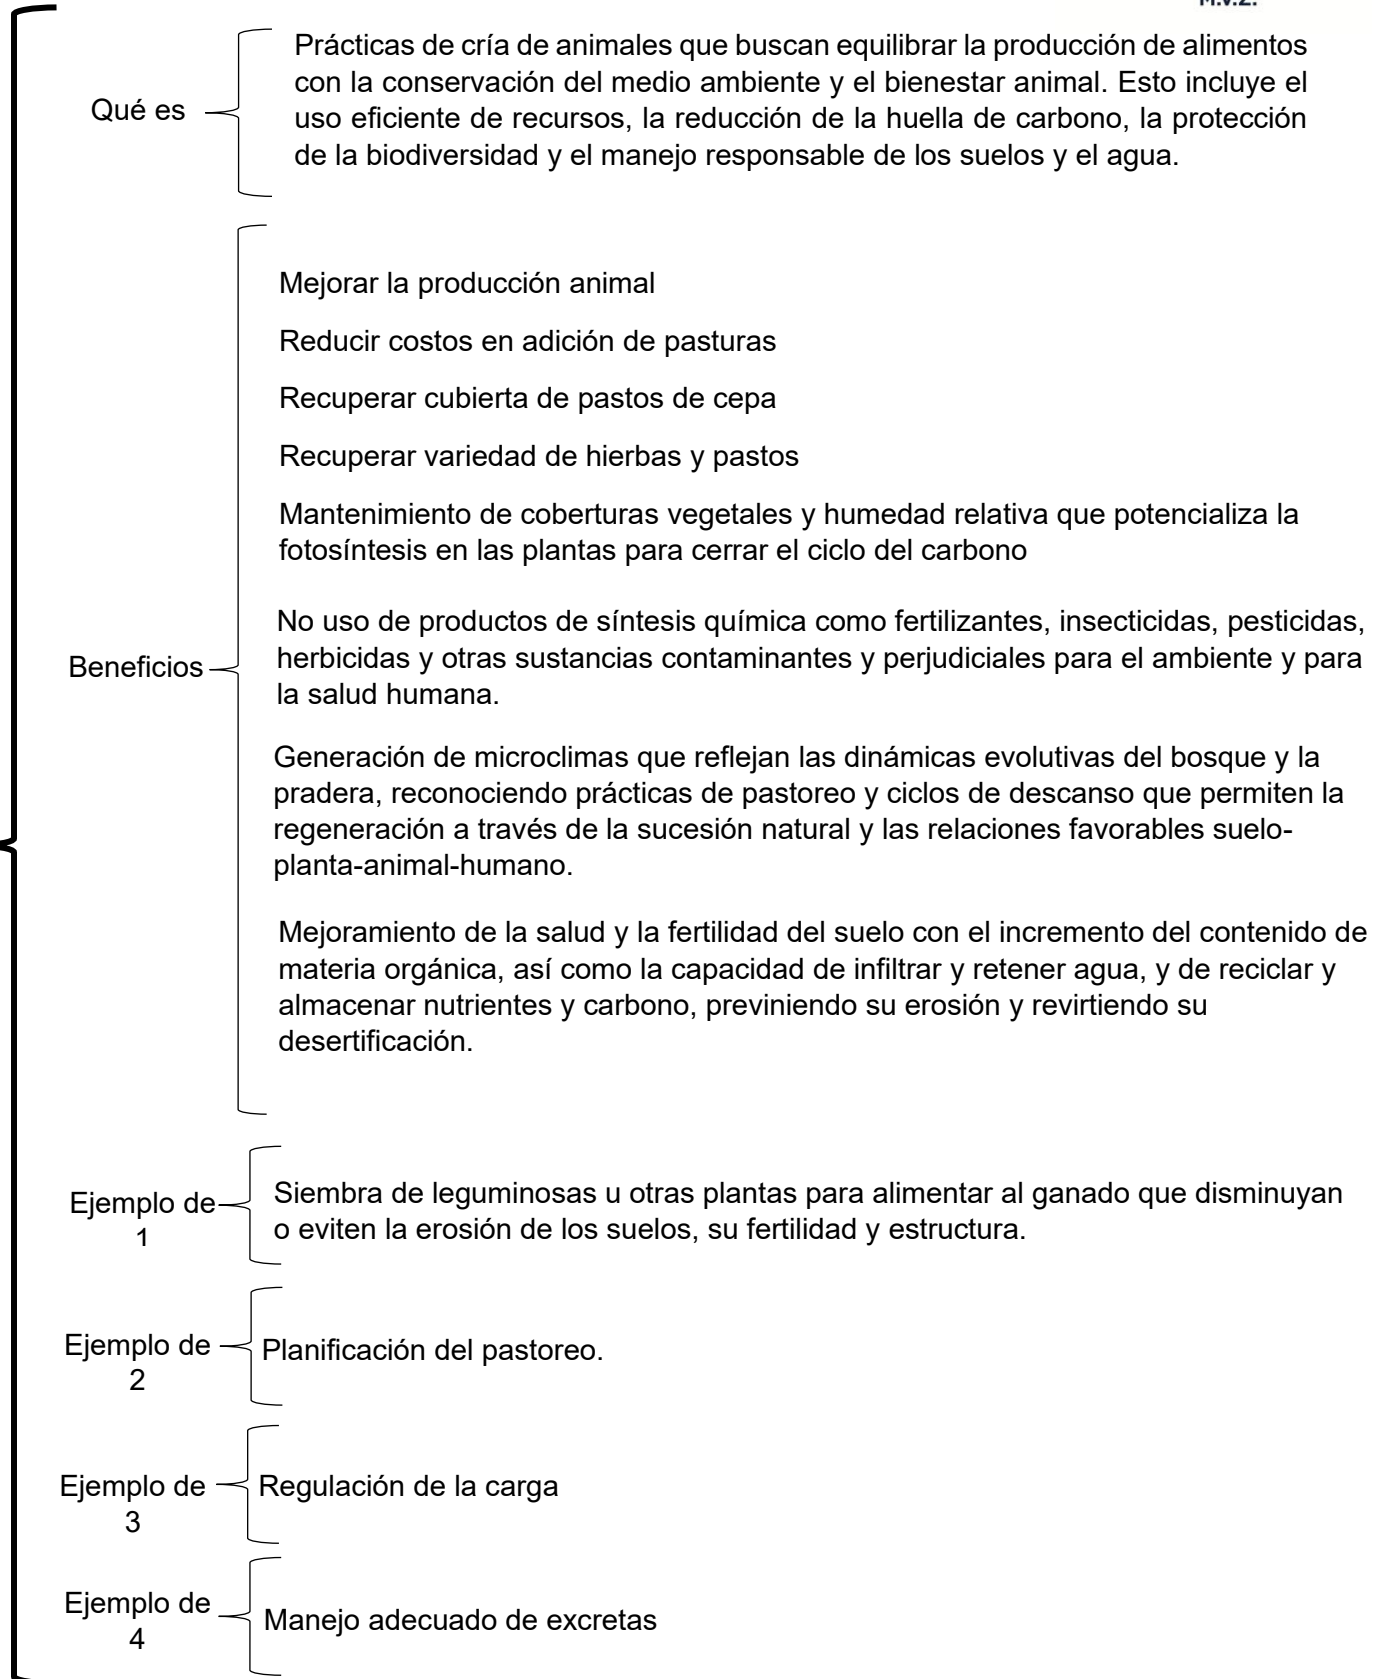 M.V.Z.
Prácticas de cría de animales que buscan equilibrar la producción de alimentos
con la conservación del medio ambiente y el bienestar animal. Esto incluye el
Qué es
uso eficiente de recursos, la reducción de la huella de carbono, la protección
de la biodiversidad y el manejo responsable de los suelos y el agua.
Mejorar la producción animal
Reducir costos en adición de pasturas
Recuperar cubierta de pastos de cepa
Recuperar variedad de hierbas y pastos
Mantenimiento de coberturas vegetales y humedad relativa que potencializa la
fotosíntesis en las plantas para cerrar el ciclo del carbono
No uso de productos de síntesis química como fertilizantes, insecticidas, pesticidas,
Beneficios
herbicidas y otras sustancias contaminantes y perjudiciales para el ambiente y para
la salud humana.
Generación de microclimas que reflejan las dinámicas evolutivas del bosque y la
pradera, reconociendo prácticas de pastoreo y ciclos de descanso que permiten la
regeneración a través de la sucesión natural y las relaciones favorables suelo-
planta-animal-humano.
Mejoramiento de la salud y la fertilidad del suelo con el incremento del contenido de
materia orgánica, así como la capacidad de infiltrar y retener agua, y de reciclar y
almacenar nutrientes y carbono, previniendo su erosión y revirtiendo su
desertificación.
Ejemplo de
1
Siembra de leguminosas u otras plantas para alimentar al ganado que disminuyan
o eviten la erosión de los suelos, su fertilidad y estructura.
Ejemplo de
2
Planificación del pastoreo.
Ejemplo de
3
Regulación de la carga
Ejemplo de
4
Manejo adecuado de excretas